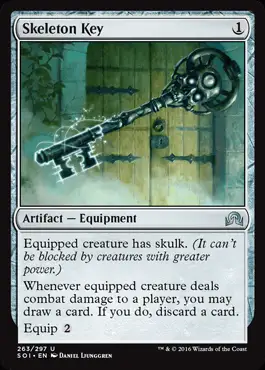 Skeleton Key 1
Artifact — Equipment
Equipped creature has skulk. (It can't
be blocked by creatures with greater
power.)
Whenever equipped creature deals
combat damage to a player, you may
draw a card. If you do, discard a card.
Equip 2
263/297 U
SOI • EN Daniel Ljunggren
™ & © 2016 Wizards of the Coast